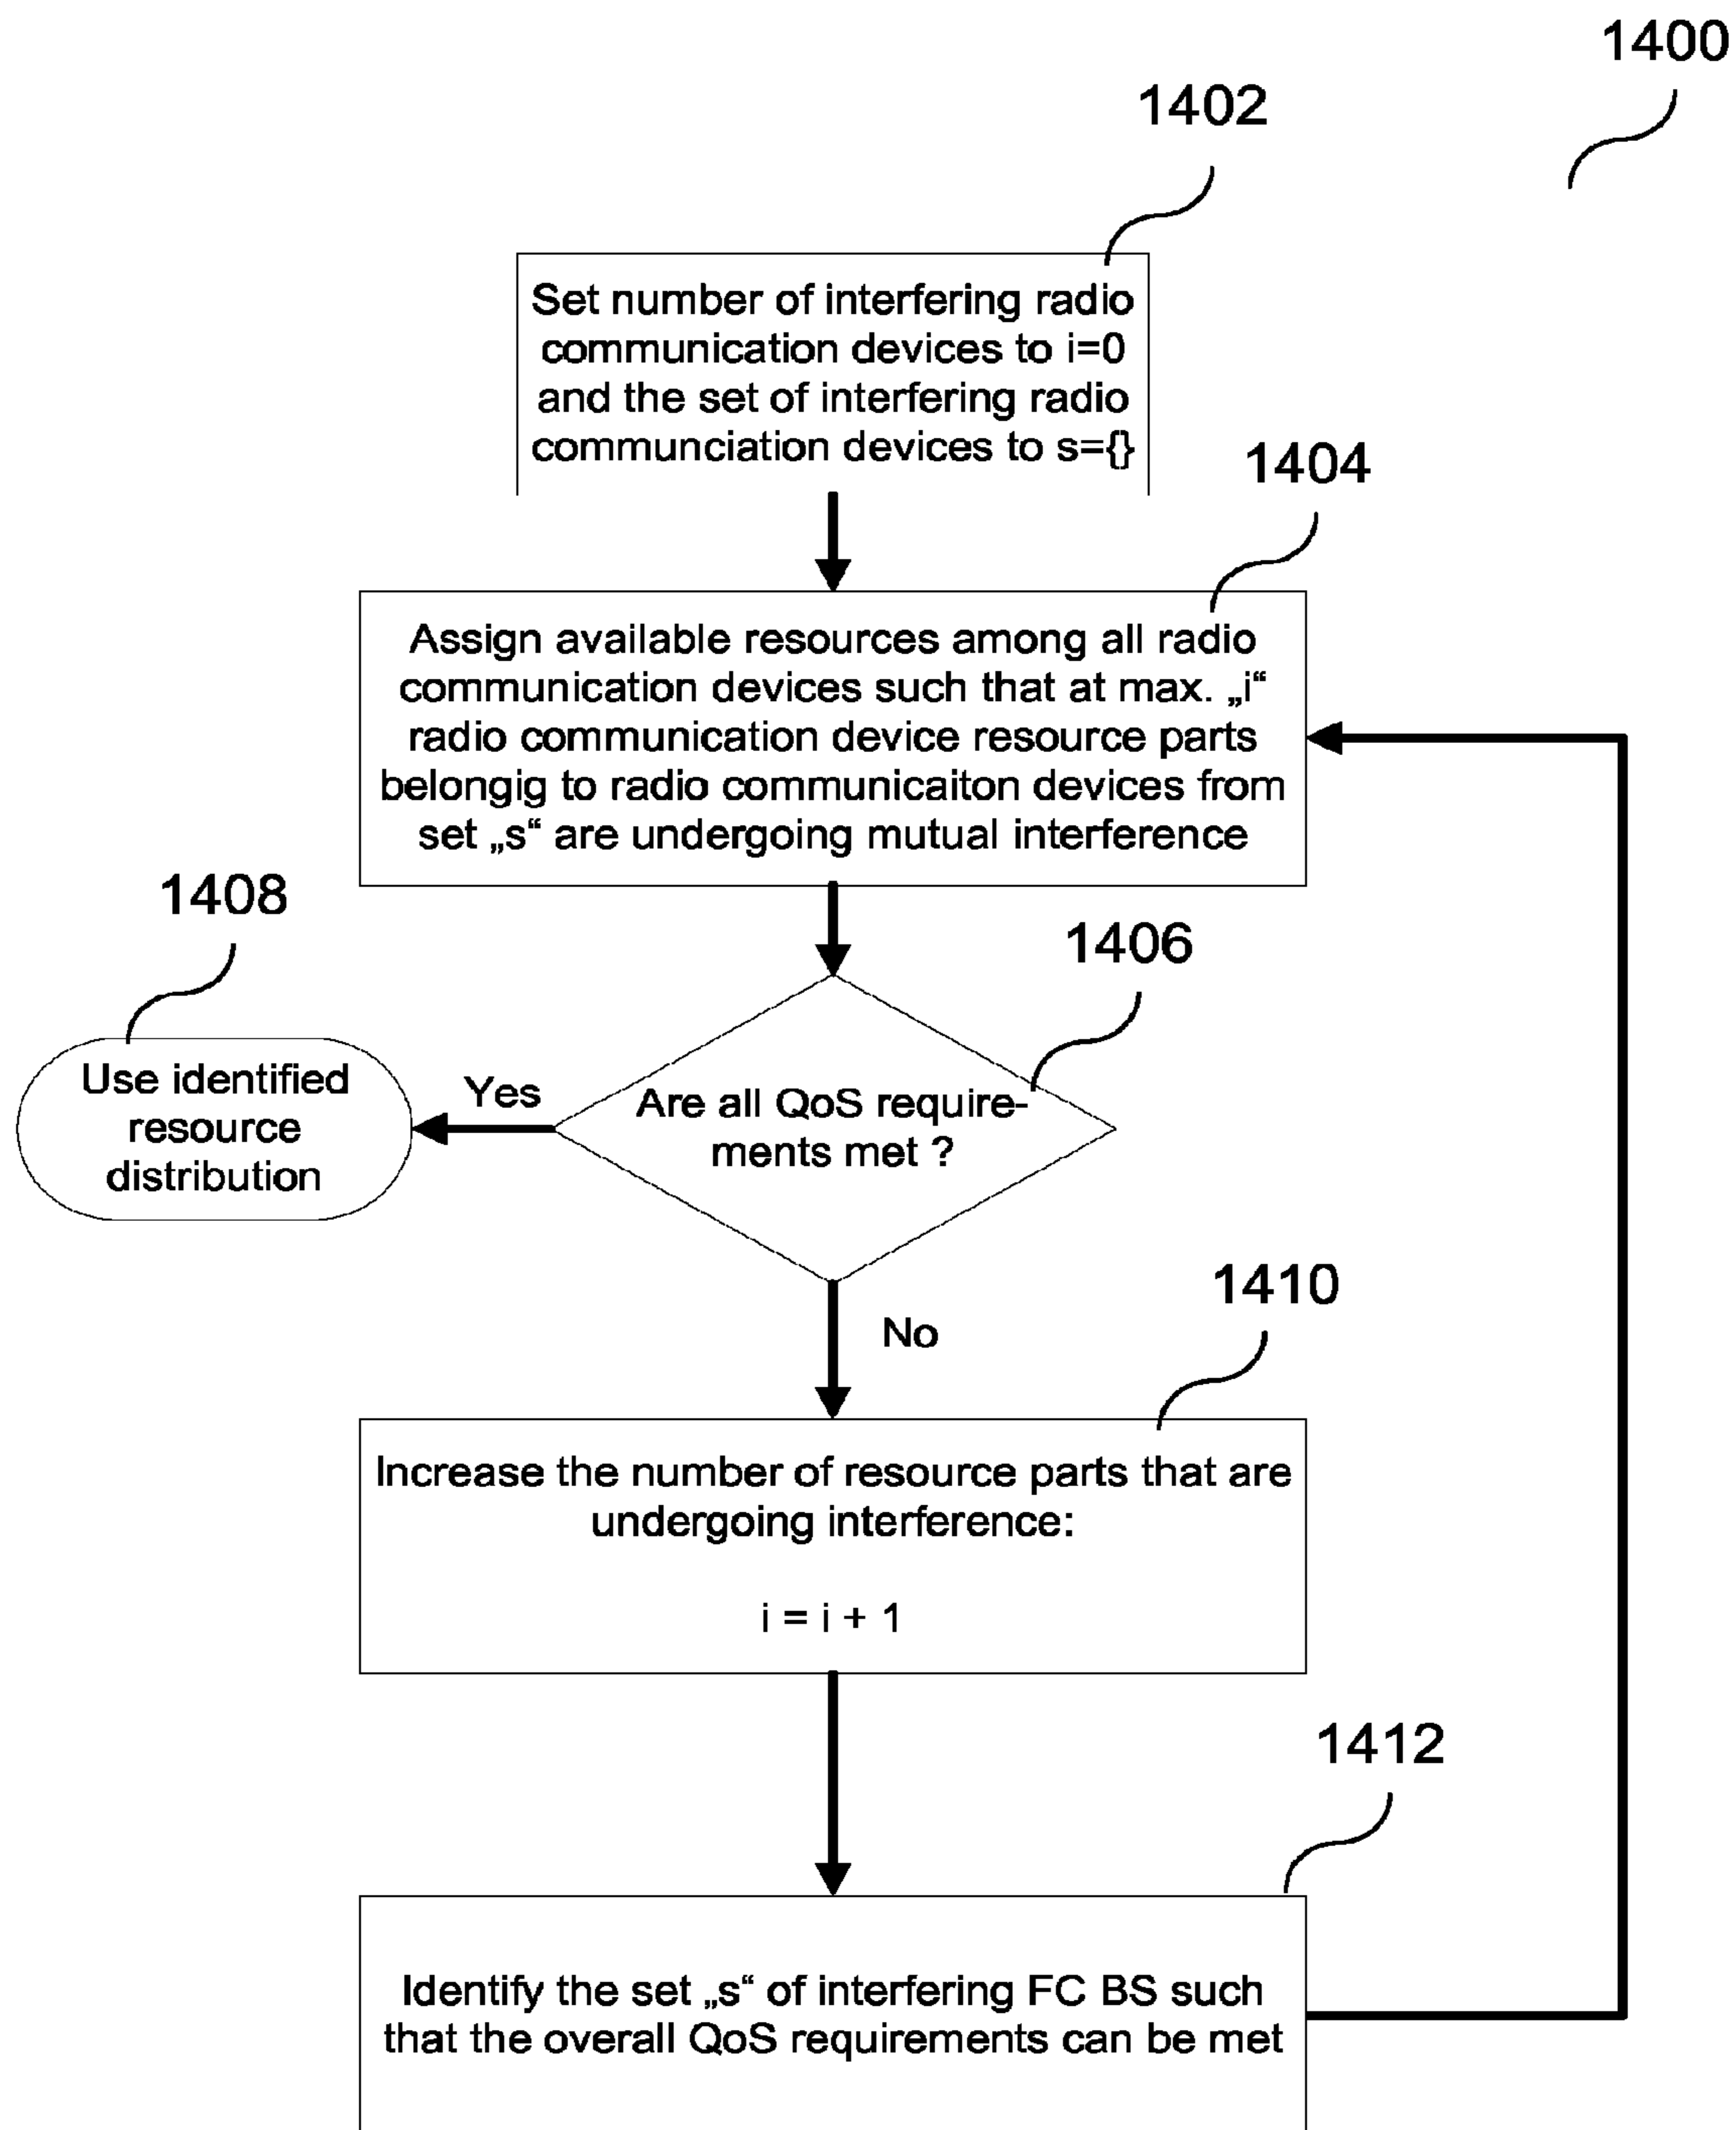 1400
1402
Set number of interfering radio
communication devices to i=0
and the set of interfering radio
communciation devices to s={}
1404
Assign available resources among all radio
communication devices such that at max. „i“
radio communication device resource parts
belongig to radio communicaiton devices from
set „s“ are undergoing mutual interference
1408
1406
Use identified
resource
distribution
Yes
Are all QoS require-
ments met ?
No
1410
Increase the number of resource parts that are
undergoing interference:
i = i + 1
1412
Identify the set „s“ of interfering FC BS such
that the overall QoS requirements can be met